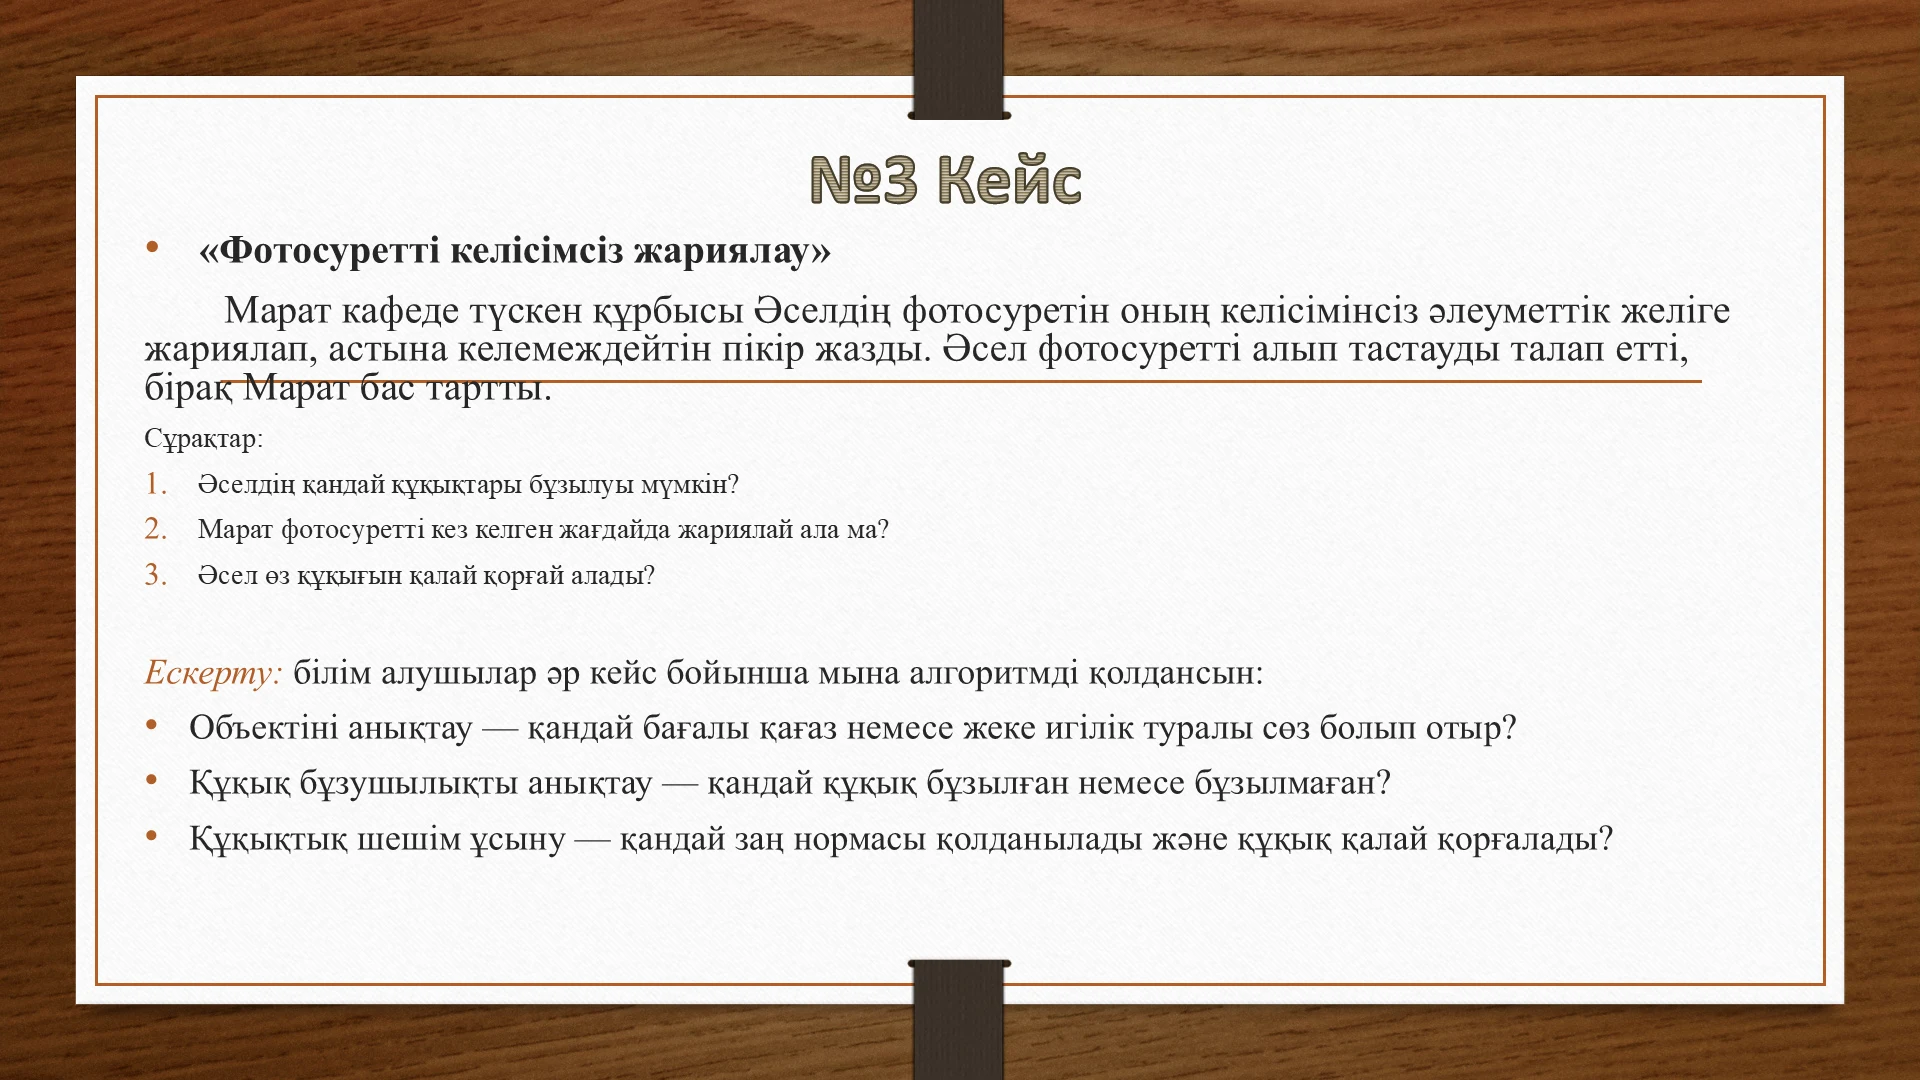 №3 Кейс
• «Фотосуретті келісімсіз жариялау»
Марат кафеде түскен құрбысы Әселдің фотосуретін оның келісімінсіз әлеуметтік желіге
жариялап, астына келемеждейтін пікір жазды. Әсел фотосуретті алып тастауды талап етті,
бірақ Марат бас тартты.
Сұрақтар:
1. Әселдің қандай құқықтары бұзылуы мүмкін?
2. Марат фотосуретті кез келген жағдайда жариялай ала ма?
3. Әсел өз құқығын қалай қорғай алады?
Ескерту: білім алушылар әр кейс бойынша мына алгоритмді қолдансын:
• Объектіні анықтау — қандай бағалы қағаз немесе жеке игілік туралы сөз болып отыр?
• Құқық бұзушылықты анықтау — қандай құқық бұзылған немесе бұзылмаған?
• Құқықтық шешім ұсыну — қандай заң нормасы қолданылады және құқық қалай қорғалады?